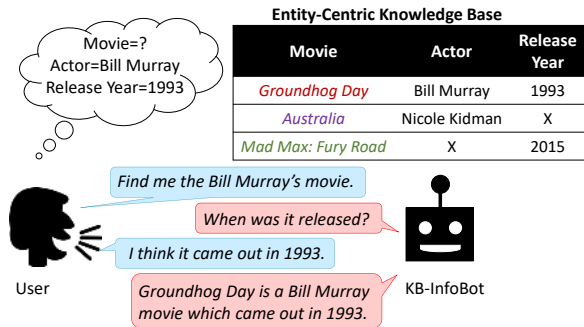 Entity-Centric Knowledge Base
Movie=?
Actor=Bill Murray
Release Year=1993
Movie Actor Release Year
Groundhog Day Bill Murray 1993
Australia Nicole Kidman X
Mad Max: Fury Road X 2015
Find me the Bill Murray's movie.
When was it released?
I think it came out in 1993.
Groundhog Day is a Bill Murray
movie which came out in 1993.
User
KB-InfoBot